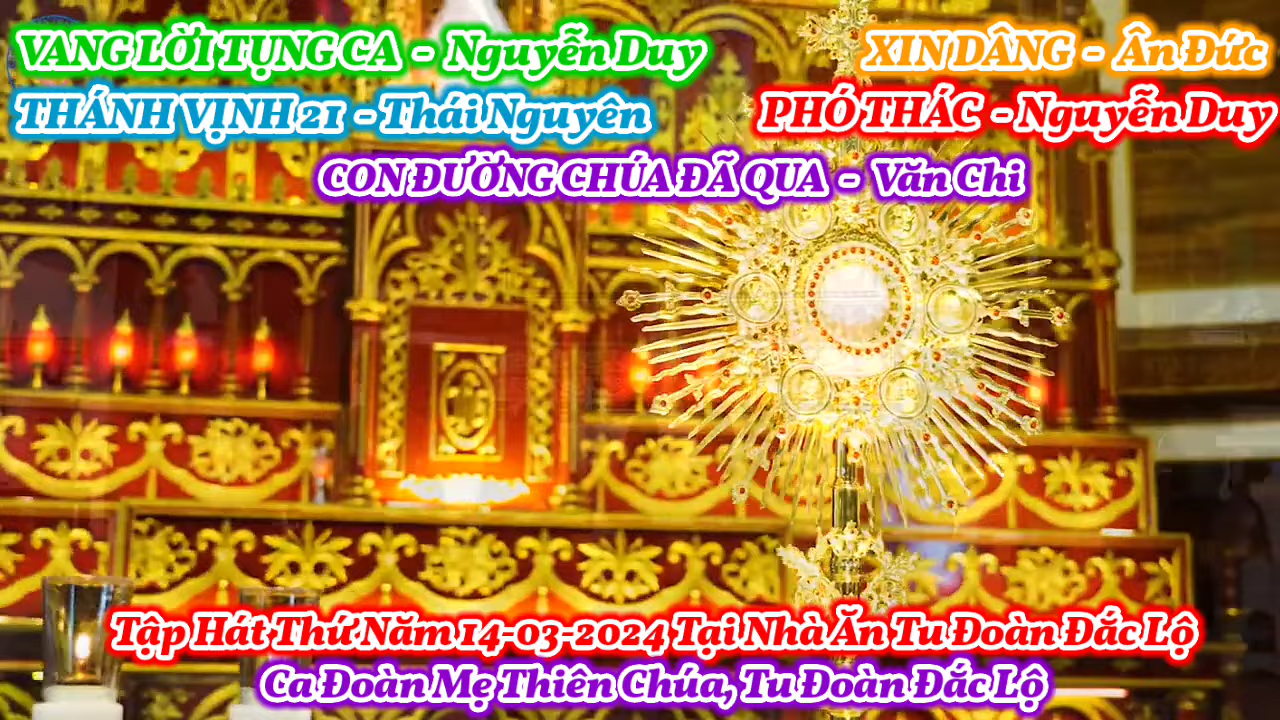 VANG LỜI TỤNG CA - Nguyễn Duy
XIN DÂNG - Ân Đức
THÁNH VỊNH 21 - Thái Nguyên
PHÓ THÁC - Nguyễn Duy
CON ĐƯỜNG CHÚA ĐÃ QUA - Văn Chi
Tập Hát Thứ Năm 14-03-2024 Tại Nhà Ăn Tu Đoàn Đắc Lộ
Ca Đoàn Mẹ Thiên Chúa, Tu Đoàn Đắc Lộ